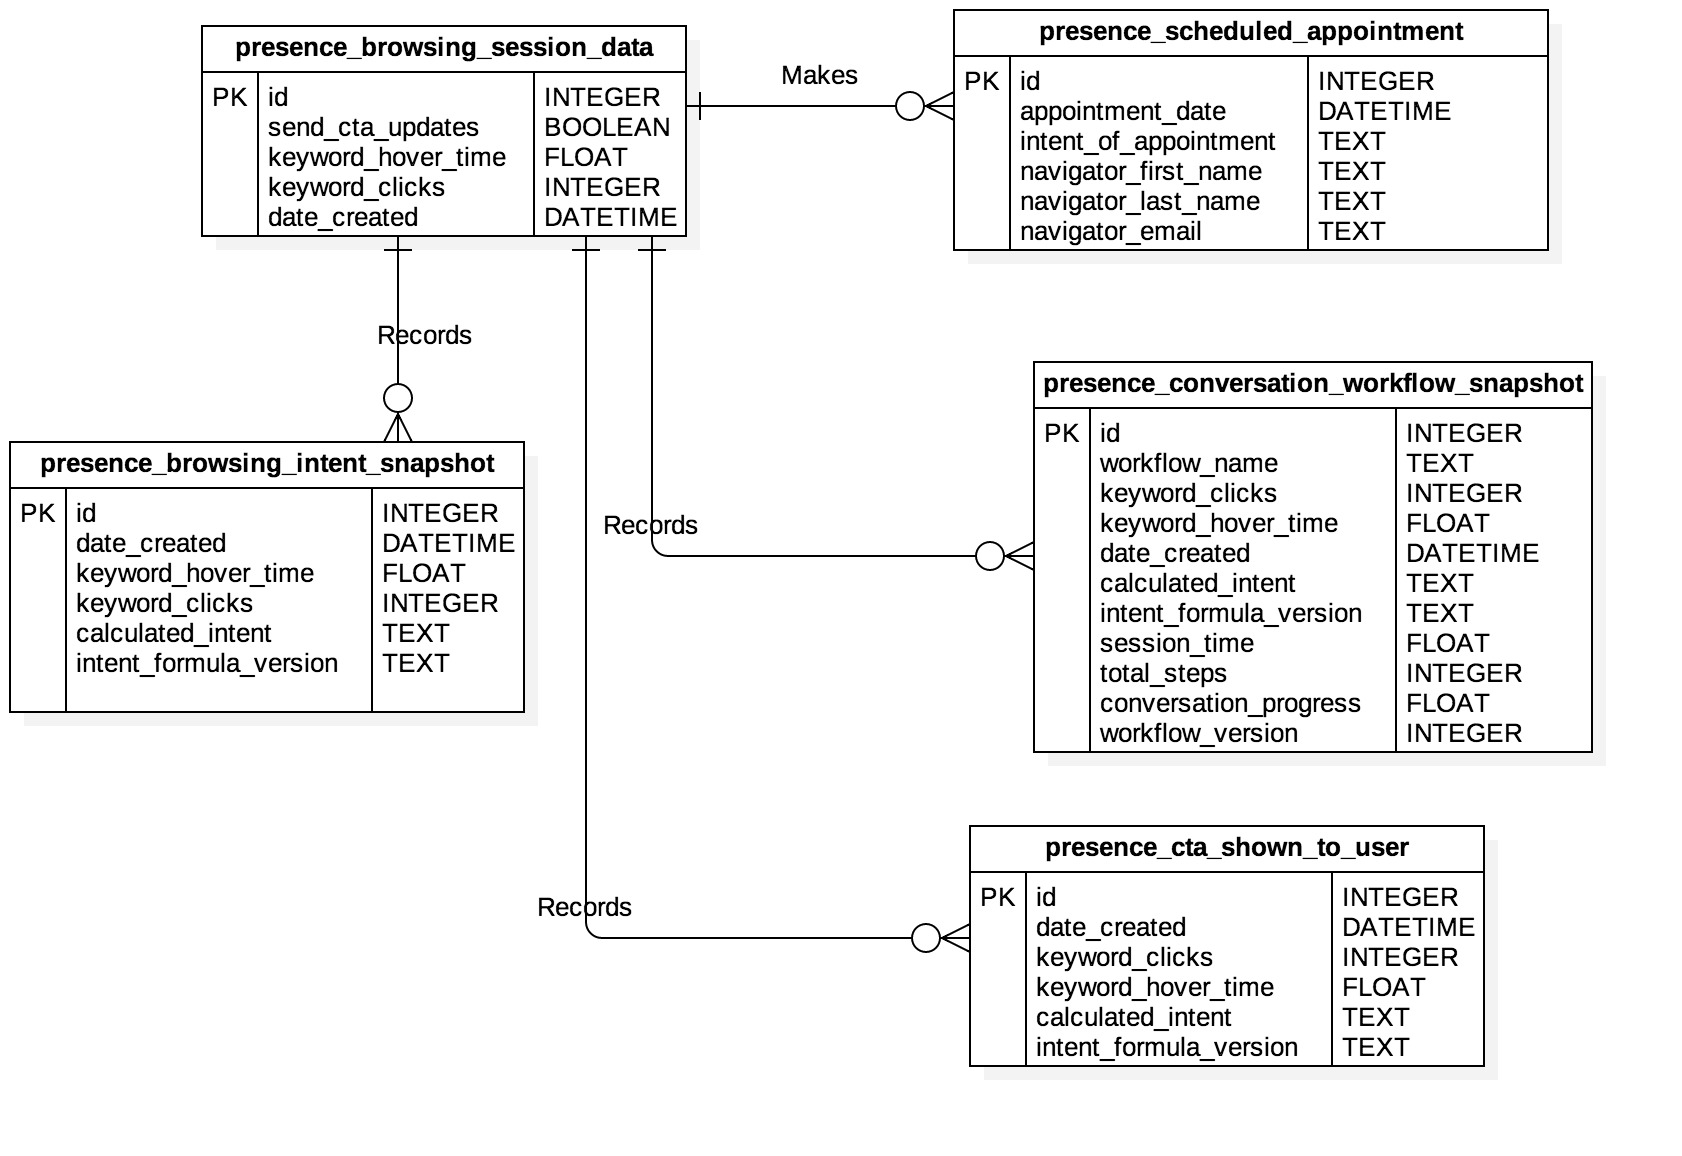 presence_browsing_session_data
PK id INTEGER
send_cta_updates BOOLEAN
keyword_hover_time FLOAT
keyword_clicks INTEGER
date_created DATETIME
Makes
presence_scheduled_appointment
PK id INTEGER
appointment_date DATETIME
intent_of_appointment TEXT
navigator_first_name TEXT
navigator_last_name TEXT
navigator_email TEXT
Records
presence_browsing_intent_snapshot
PK id INTEGER
date_created DATETIME
keyword_hover_time FLOAT
keyword_clicks INTEGER
calculated_intent TEXT
intent_formula_version TEXT
Records
presence_conversation_workflow_snapshot
PK id INTEGER
workflow_name TEXT
keyword_clicks INTEGER
keyword_hover_time FLOAT
date_created DATETIME
calculated_intent TEXT
intent_formula_version TEXT
session_time FLOAT
total_steps INTEGER
conversation_progress FLOAT
workflow_version INTEGER
Records
presence_cta_shown_to_user
PK id INTEGER
date_created DATETIME
keyword_clicks INTEGER
keyword_hover_time FLOAT
calculated_intent TEXT
intent_formula_version TEXT